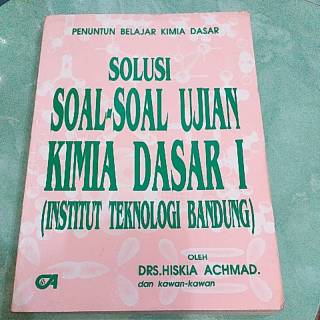 PENUNTUN BELAJAR KIMIA DASAR
SOLUSI
SOAL-SOAL UJIAN
KIMIA DASAR I
(INSTITUT TEKNOLOGI BANDUNG)
OLEH
DRS.HISKIA ACHMAD.
dan kawan-kawan